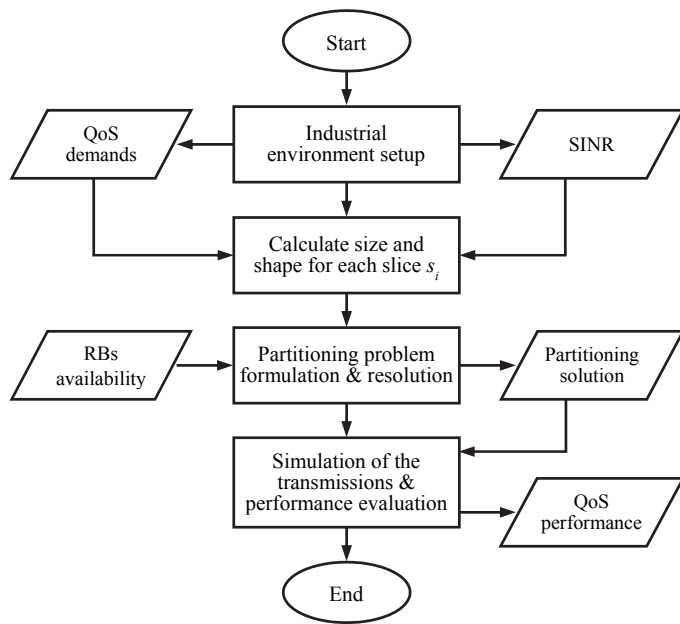 Start
QoS
demands
Industrial
environment setup
SINR
Calculate size and
shape for each slice s_i
RBs
availability
Partitioning problem
formulation & resolution
Partitioning
solution
Simulation of the
transmissions &
performance evaluation
QoS
performance
End